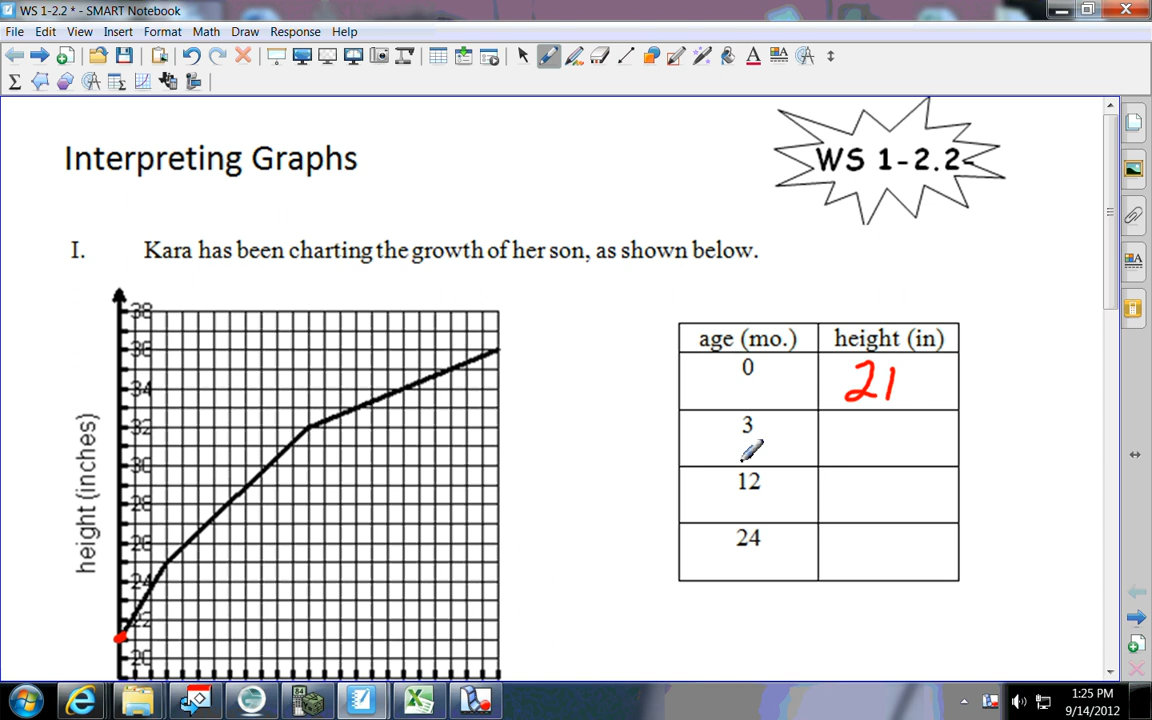 WS 1-2.2 * - SMART Notebook
File Edit View Insert Format Math Draw Response Help
Interpreting Graphs
WS 1-2.2
I. Kara has been charting the growth of her son, as shown below.
38
36
34
32
30
28
26
24
22
20
height (inches)
age (mo.) height (in)
0 21
3
12
24
1:25 PM
9/14/2012